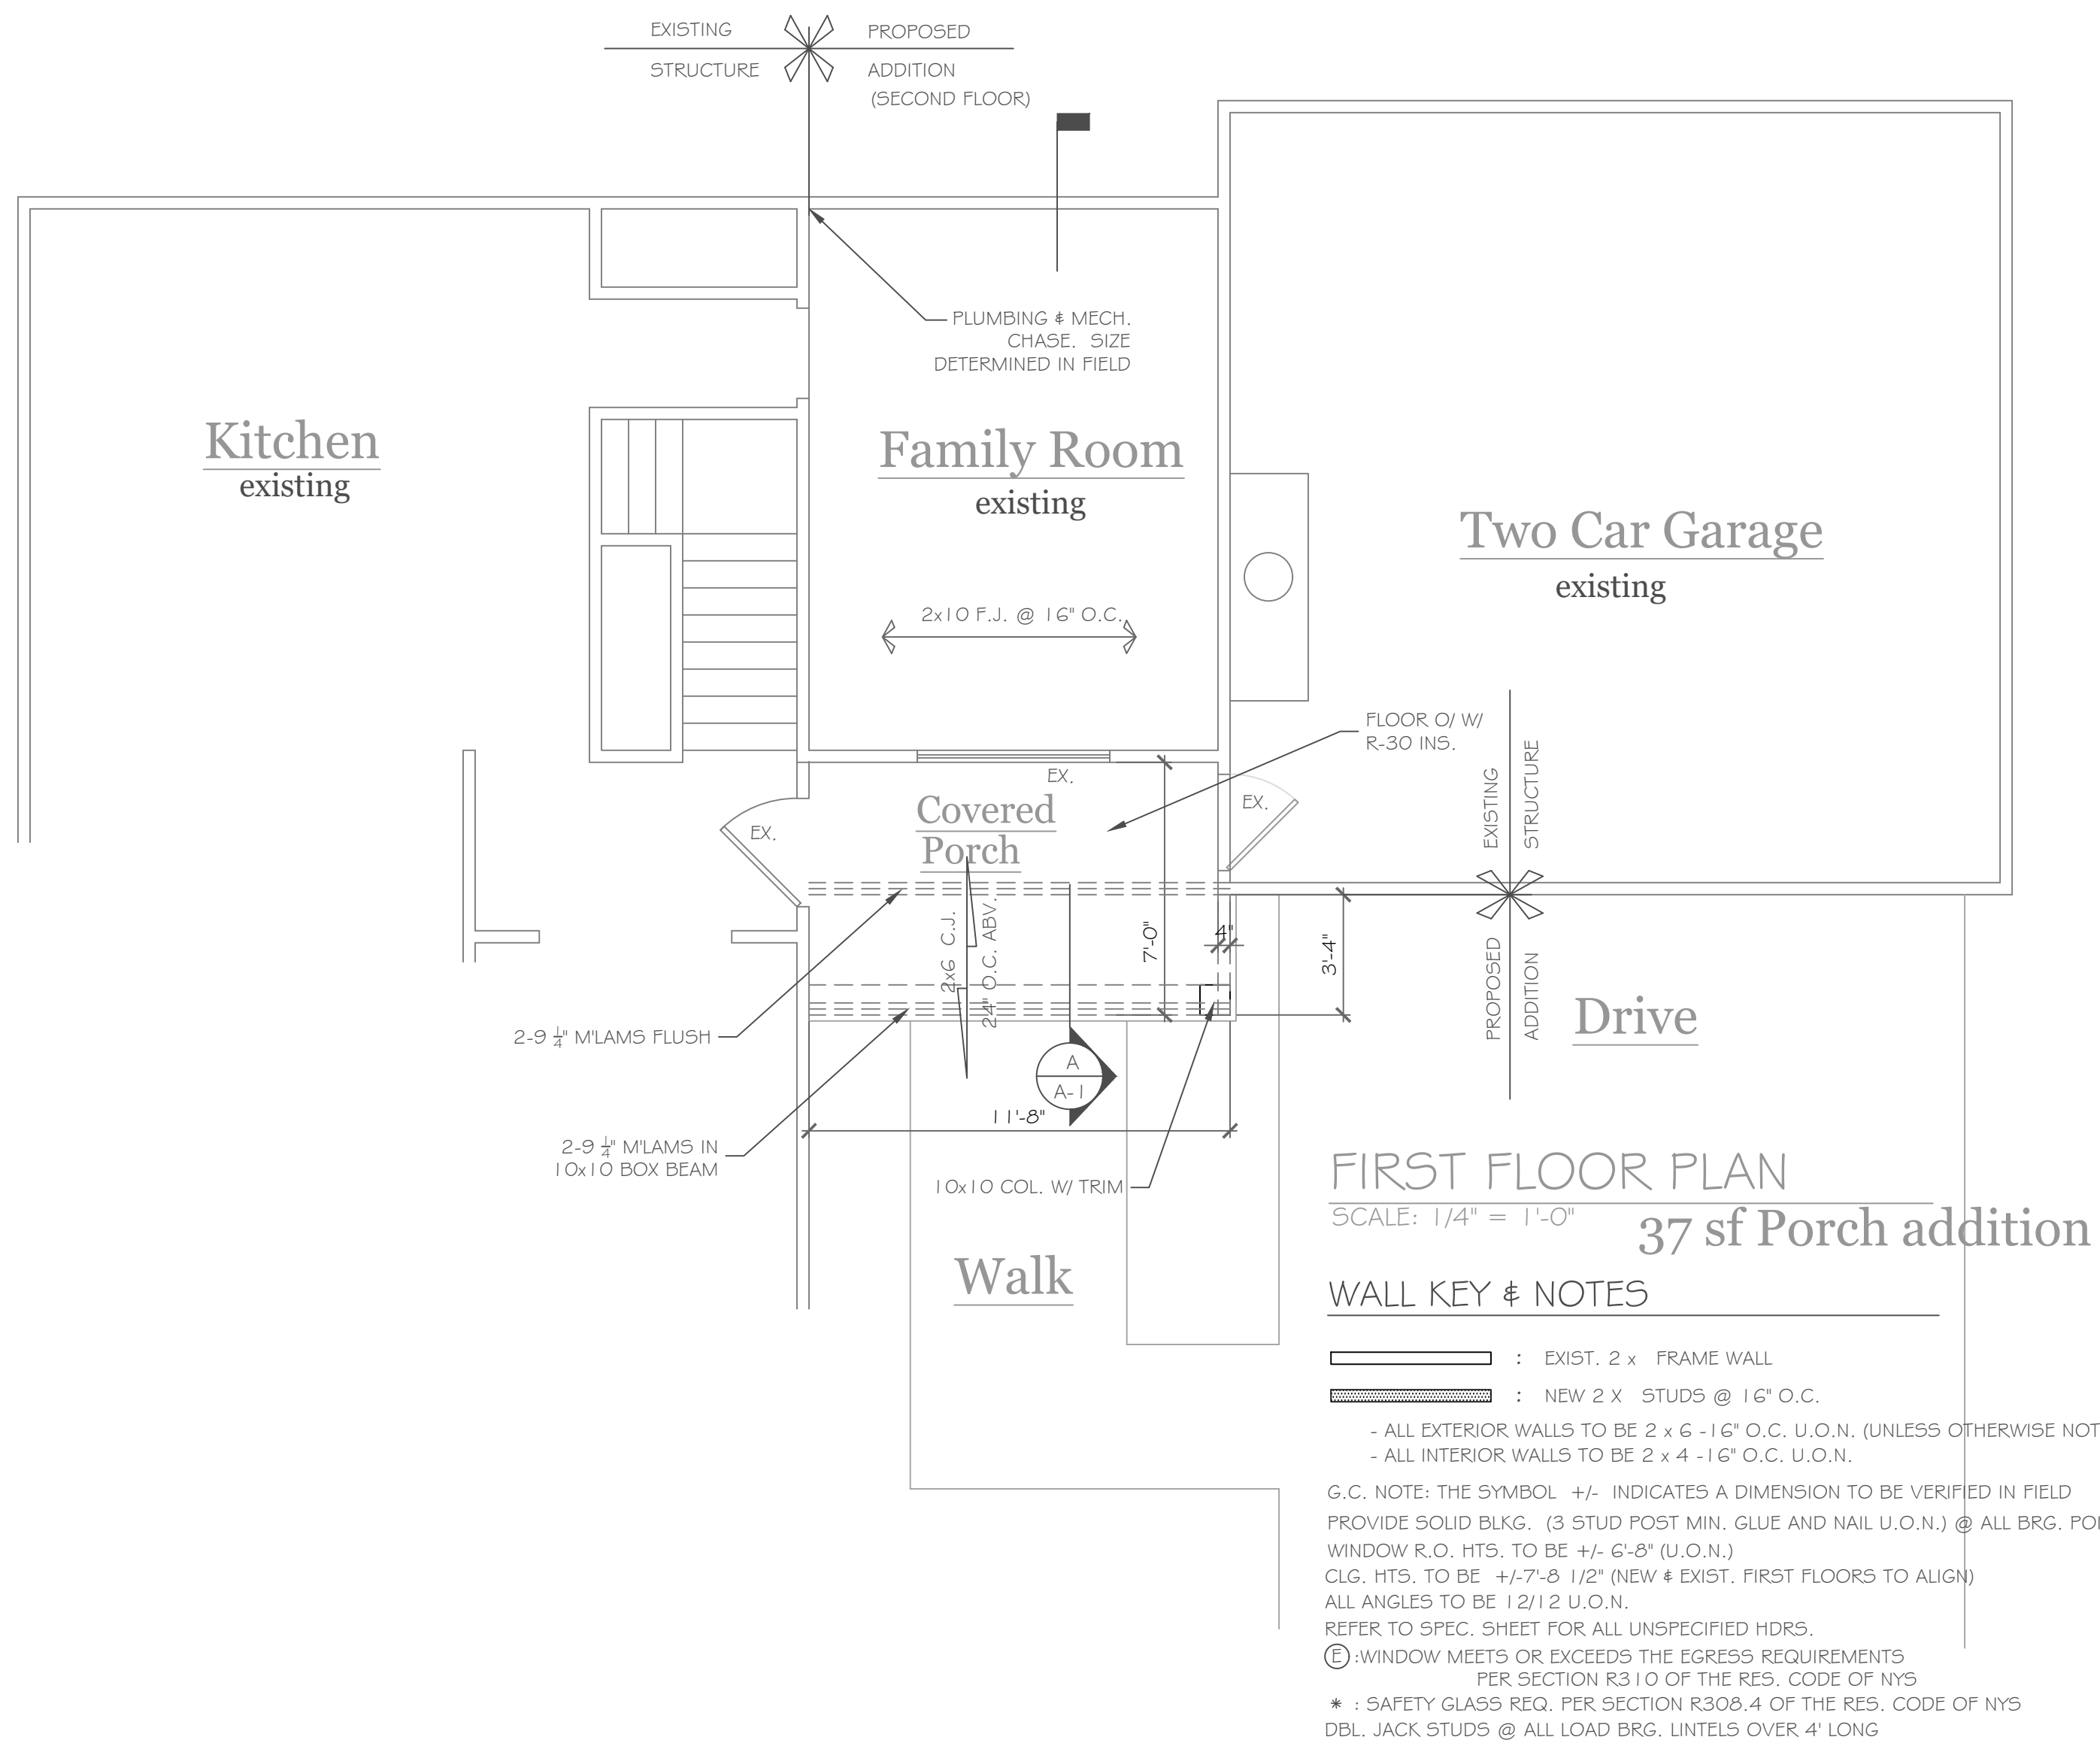 EXISTING
STRUCTURE
PROPOSED
ADDITION
(SECOND FLOOR)
PLUMBING & MECH.
CHASE. SIZE
DETERMINED IN FIELD
Kitchen
existing
Family Room
existing
Two Car Garage
existing
2x10 F.J. @ 16" O.C.
FLOOR O/ W/
R-30 INS.
EX.
EX.
EX.
Covered
Porch
EXISTING
STRUCTURE
PROPOSED
ADDITION
2x6 C.J.
24" O.C. ABV.
7'-0"
4"
3'-4"
Drive
2-9 1/4" M'LAMS FLUSH
A
A-1
11'-8"
2-9 1/4" M'LAMS IN
10x10 BOX BEAM
10x10 COL. W/ TRIM
Walk
FIRST FLOOR PLAN
SCALE: 1/4" = 1'-0"
37 sf Porch addition
WALL KEY & NOTES
: EXIST. 2 x FRAME WALL
: NEW 2 X STUDS @ 16" O.C.
- ALL EXTERIOR WALLS TO BE 2 x 6 -16" O.C. U.O.N. (UNLESS OTHERWISE NOT
- ALL INTERIOR WALLS TO BE 2 x 4 -16" O.C. U.O.N.
G.C. NOTE: THE SYMBOL +/- INDICATES A DIMENSION TO BE VERIFIED IN FIELD
PROVIDE SOLID BLKG. (3 STUD POST MIN. GLUE AND NAIL U.O.N.) @ ALL BRG. POI
WINDOW R.O. HTS. TO BE +/- 6'-8" (U.O.N.)
CLG. HTS. TO BE +/-7'-8 1/2" (NEW & EXIST. FIRST FLOORS TO ALIGN)
ALL ANGLES TO BE 12/12 U.O.N.
REFER TO SPEC. SHEET FOR ALL UNSPECIFIED HDRS.
E :WINDOW MEETS OR EXCEEDS THE EGRESS REQUIREMENTS
PER SECTION R310 OF THE RES. CODE OF NYS
* : SAFETY GLASS REQ. PER SECTION R308.4 OF THE RES. CODE OF NYS
DBL. JACK STUDS @ ALL LOAD BRG. LINTELS OVER 4' LONG